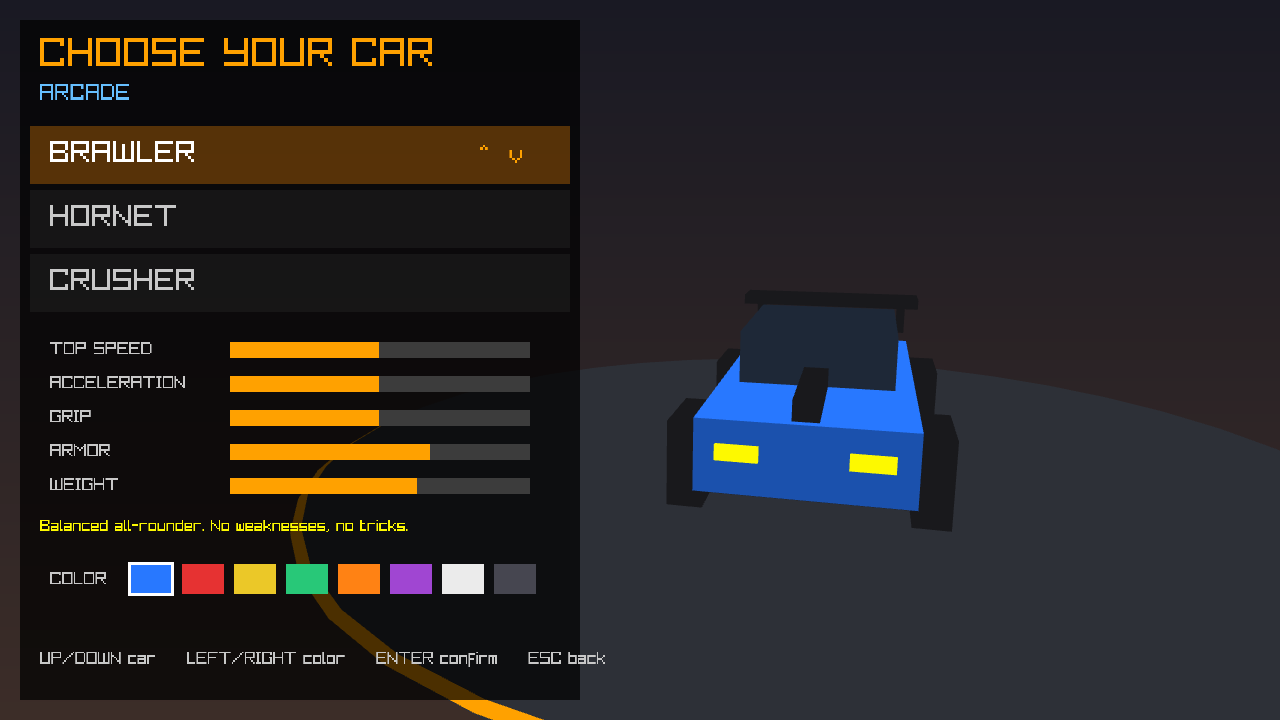 CHOOSE YOUR CAR
ARCADE
BRAWLER ^ v
HORNET
CRUSHER
TOP SPEED
ACCELERATION
GRIP
ARMOR
WEIGHT
Balanced all-rounder. No weaknesses, no tricks.
COLOR
UP/DOWN car LEFT/RIGHT color ENTER confirm ESC back